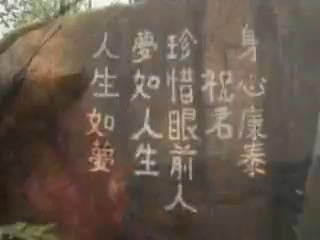 人生如夢
夢如人生
珍惜眼前人
祝君
身心康泰